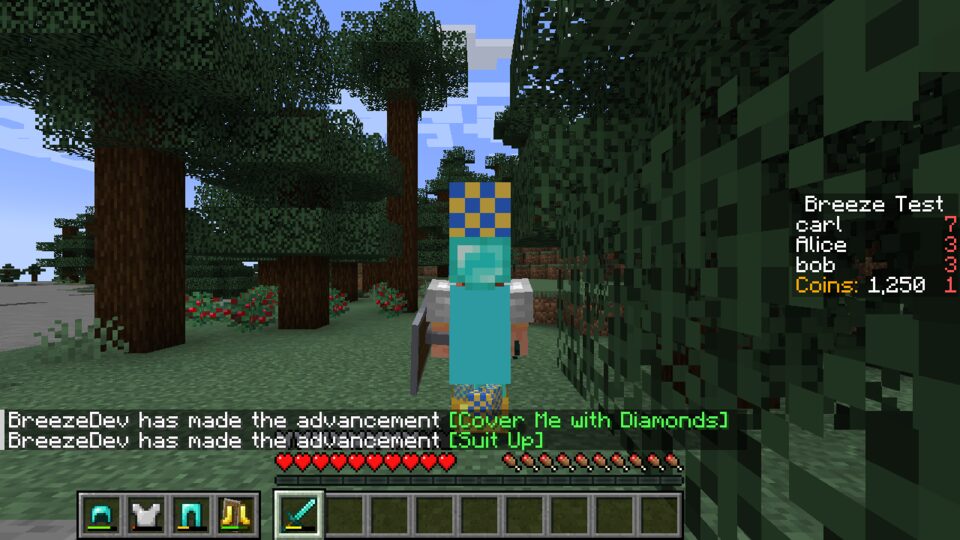 Breeze Test
carl 7
Alice 3
bob 3
Coins: 1,250 1
BreezeDev has made the advancement [Cover Me with Diamonds]
BreezeDev has made the advancement [Suit Up]